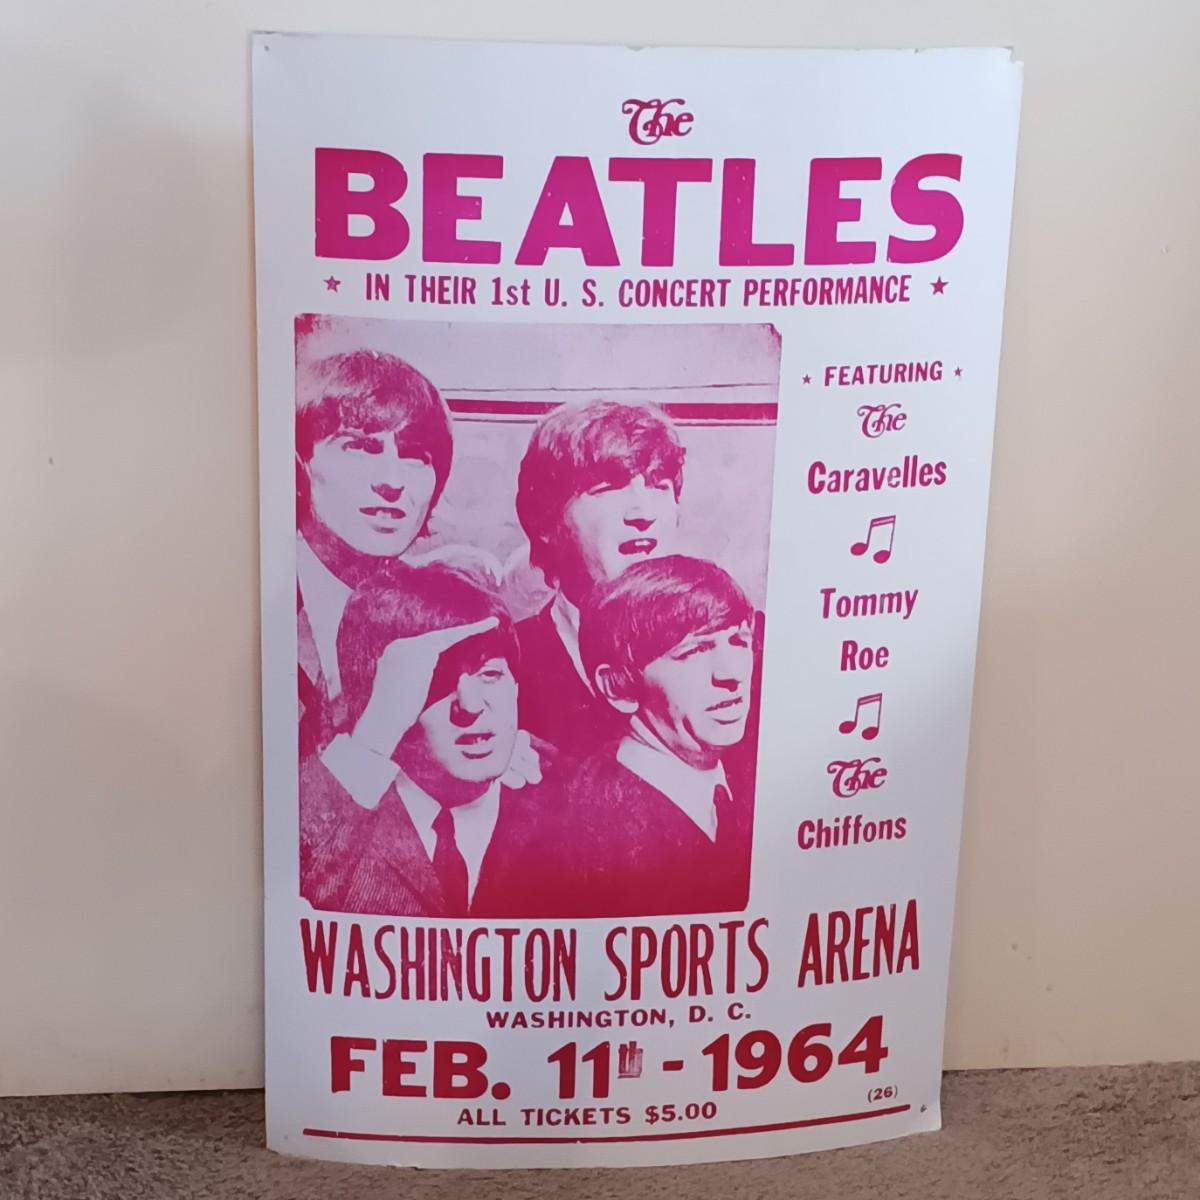 The
BEATLES
★ IN THEIR 1st U. S. CONCERT PERFORMANCE ★
★ FEATURING ★
The
Caravelles
♫
Tommy
Roe
♫
The
Chiffons
WASHINGTON SPORTS ARENA
WASHINGTON, D. C.
FEB. 11th - 1964
(26)
ALL TICKETS $5.00